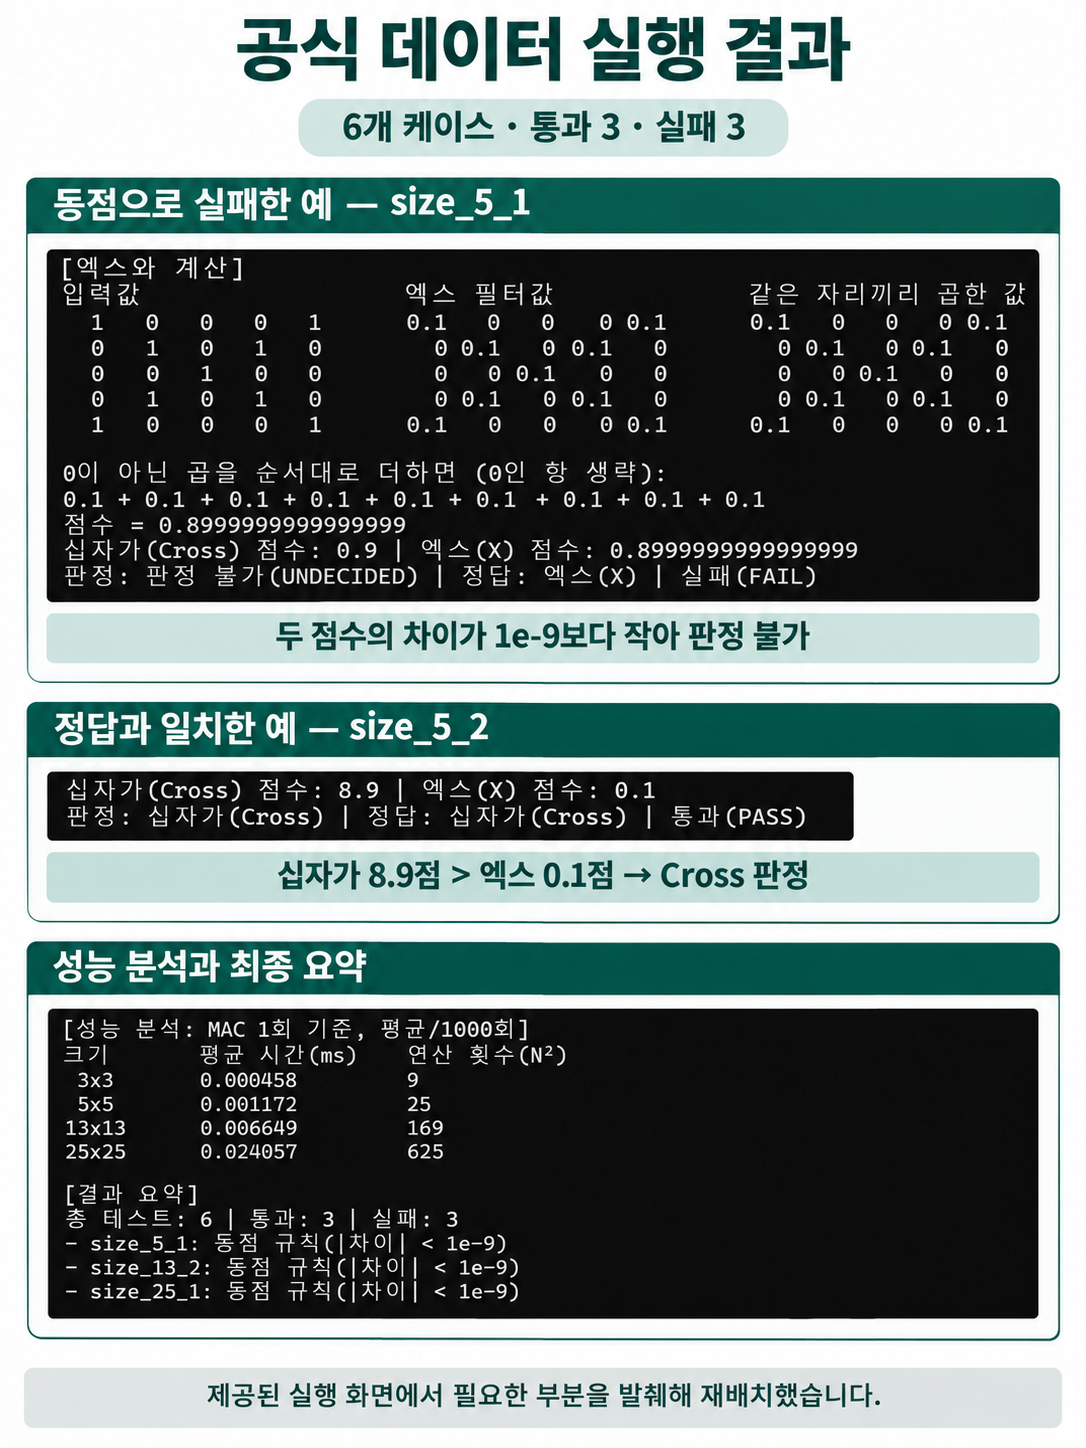 공식 데이터 실행 결과
6개 케이스 · 통과 3 · 실패 3
동점으로 실패한 예 — size_5_1
[엑스와 계산]
입력값 엑스 필터값 같은 자리끼리 곱한 값
1 0 0 0 1 0.1 0 0 0 0.1 0.1 0 0 0 0.1
0 1 0 1 0 0 0.1 0 0.1 0 0 0.1 0 0.1 0
0 0 1 0 0 0 0 0.1 0 0 0 0 0.1 0 0
0 1 0 1 0 0 0.1 0 0.1 0 0 0.1 0 0.1 0
1 0 0 0 1 0.1 0 0 0 0.1 0.1 0 0 0 0.1
0이 아닌 곱을 순서대로 더하면 (0인 항 생략):
0.1 + 0.1 + 0.1 + 0.1 + 0.1 + 0.1 + 0.1 + 0.1 + 0.1
점수 = 0.8999999999999999
십자가(Cross) 점수: 0.9 | 엑스(X) 점수: 0.8999999999999999
판정: 판정 불가(UNDECIDED) | 정답: 엑스(X) | 실패(FAIL)
두 점수의 차이가 1e-9보다 작아 판정 불가
정답과 일치한 예 — size_5_2
십자가(Cross) 점수: 8.9 | 엑스(X) 점수: 0.1
판정: 십자가(Cross) | 정답: 십자가(Cross) | 통과(PASS)
십자가 8.9점 > 엑스 0.1점 → Cross 판정
성능 분석과 최종 요약
[성능 분석: MAC 1회 기준, 평균/1000회]
크기 평균 시간(ms) 연산 횟수(N²)
3x3 0.000458 9
5x5 0.001172 25
13x13 0.006649 169
25x25 0.024057 625
[결과 요약]
총 테스트: 6 | 통과: 3 | 실패: 3
- size_5_1: 동점 규칙(|차이| < 1e-9)
- size_13_2: 동점 규칙(|차이| < 1e-9)
- size_25_1: 동점 규칙(|차이| < 1e-9)
제공된 실행 화면에서 필요한 부분을 발췌해 재배치했습니다.